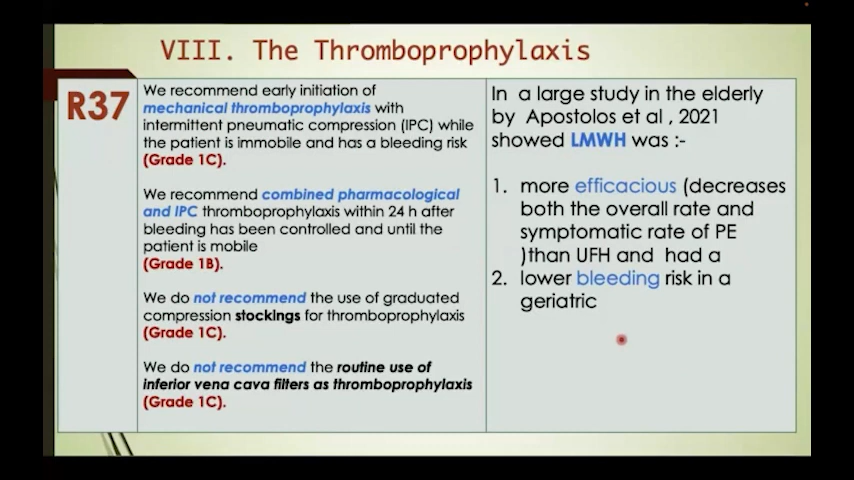 VIII. The Thromboprophylaxis
R37
We recommend early initiation of
mechanical thromboprophylaxis with
intermittent pneumatic compression (IPC) while
the patient is immobile and has a bleeding risk
(Grade 1C).
We recommend combined pharmacological
and IPC thromboprophylaxis within 24 h after
bleeding has been controlled and until the
patient is mobile
(Grade 1B).
We do not recommend the use of graduated
compression stockings for thromboprophylaxis
(Grade 1C).
We do not recommend the routine use of
inferior vena cava filters as thromboprophylaxis
(Grade 1C).
In a large study in the elderly
by Apostolos et al , 2021
showed LMWH was :-
1. more efficacious (decreases
both the overall rate and
symptomatic rate of PE
)than UFH and had a
2. lower bleeding risk in a
geriatric